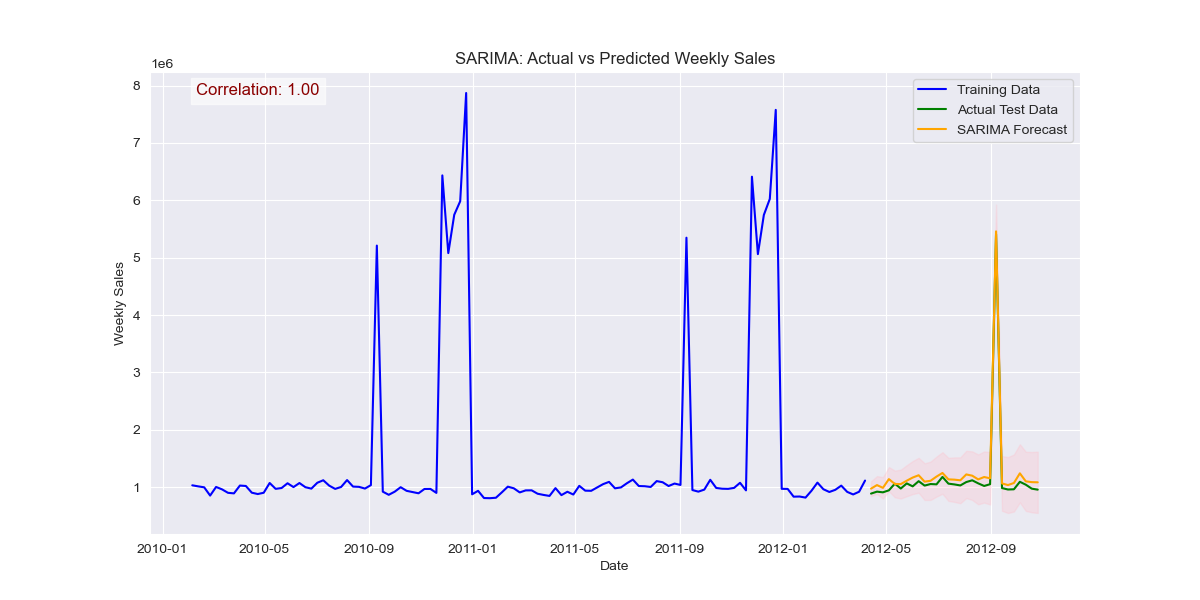 SARIMA: Actual vs Predicted Weekly Sales
1e6
Correlation: 1.00
Training Data
Actual Test Data
SARIMA Forecast
8
7
6
5
4
3
2
1
Weekly Sales
2010-01 2010-05 2010-09 2011-01 2011-05 2011-09 2012-01 2012-05 2012-09
Date